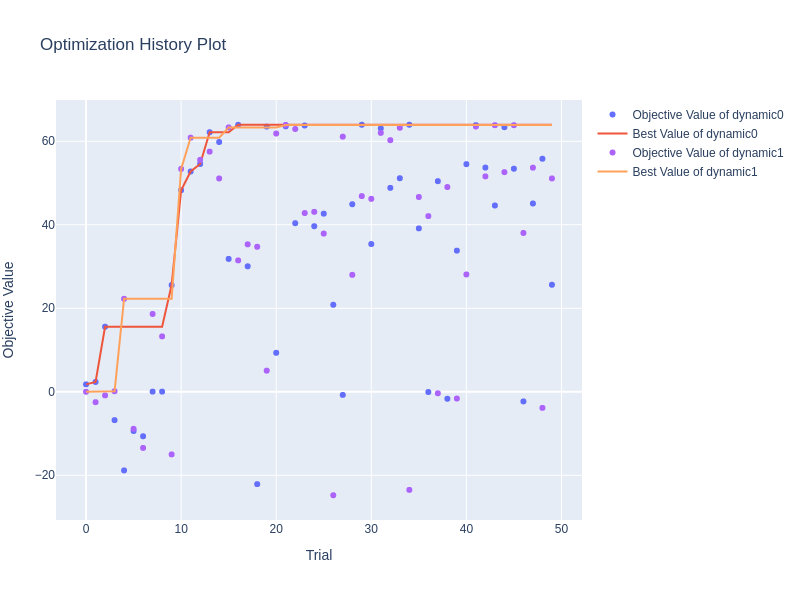 Optimization History Plot
Objective Value of dynamic0
Best Value of dynamic0
Objective Value of dynamic1
Best Value of dynamic1
60
40
20
0
−20
Objective Value
0 10 20 30 40 50
Trial